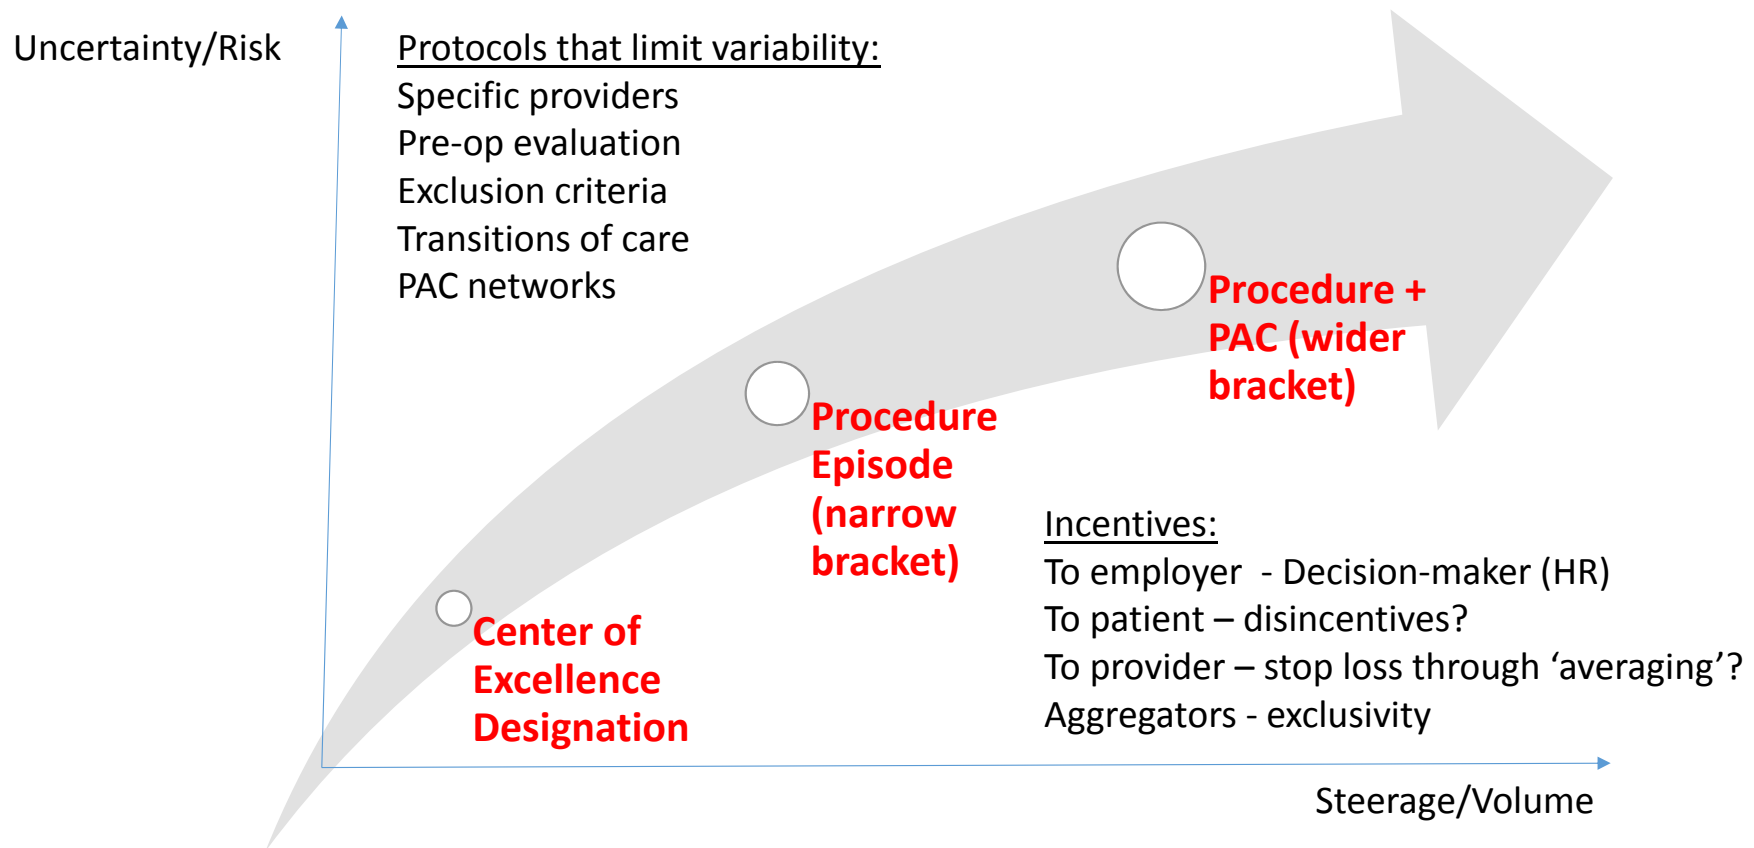 Uncertainty/Risk
Protocols that limit variability:
Specific providers
Pre-op evaluation
Exclusion criteria
Transitions of care
PAC networks
Procedure +
PAC (wider
bracket)
Procedure
Episode
(narrow
bracket)
Center of
Excellence
Designation
Incentives:
To employer  - Decision-maker (HR)
To patient – disincentives?
To provider – stop loss through ‘averaging’?
Aggregators - exclusivity
Steerage/Volume